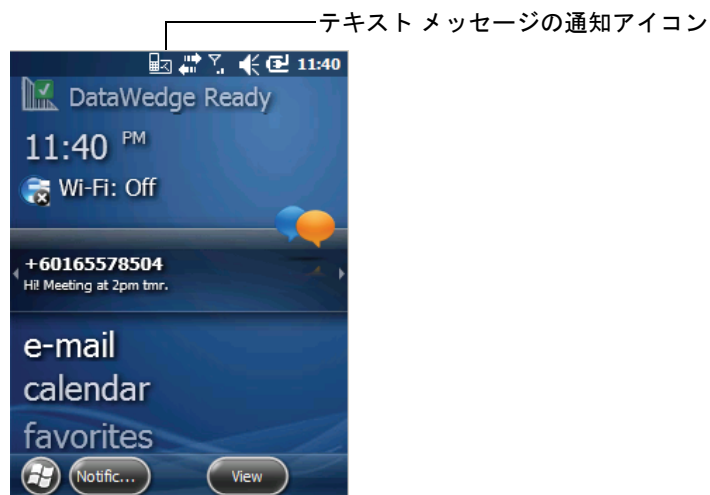 テキスト メッセージの通知アイコン
11:40
DataWedge Ready
11:40 PM
Wi-Fi: Off
+60165578504
Hi! Meeting at 2pm tmr.
e-mail
calendar
favorites
Notific... View